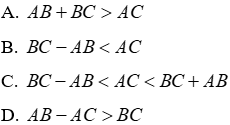 A. AB + BC > AC
B. BC − AB < AC
C. BC − AB < AC < BC + AB
D. AB − AC > BC